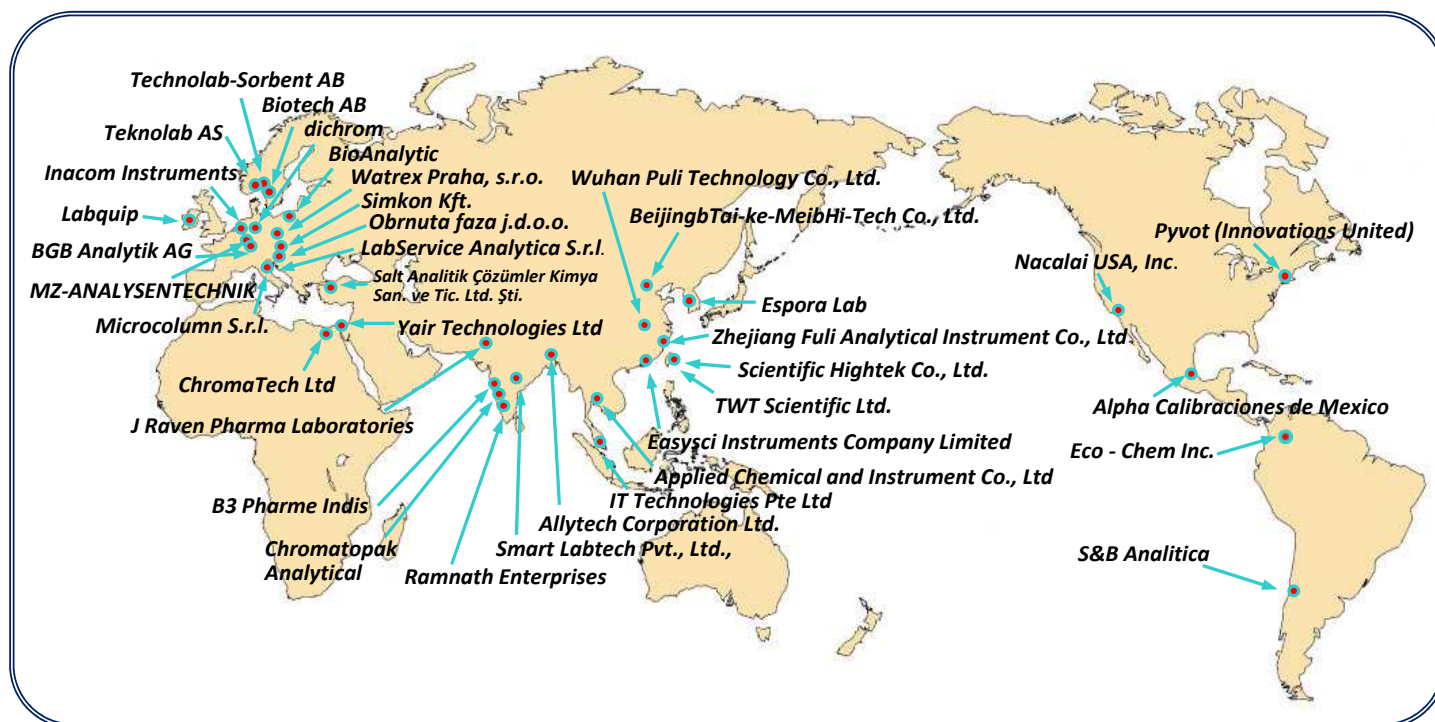 Technolab-Sorbent AB
Biotech AB
Teknolab AS
dichrom
BioAnalytic
Inacom Instruments
Watrex Praha, s.r.o.
Simkon Kft.
Labquip
Obrnuta faza j.d.o.o.
BGB Analytik AG
LabService Analytica S.r.l.
MZ-ANALYSENTECHNIK
Salt Analitik Çözümler Kimya
San. ve Tic. Ltd. Şti.
Microcolumn S.r.l.
Yair Technologies Ltd
ChromaTech Ltd
J Raven Pharma Laboratories
B3 Pharme Indis
Chromatopak
Analytical
Ramnath Enterprises
Smart Labtech Pvt., Ltd.,
Allytech Corporation Ltd.
IT Technologies Pte Ltd
Applied Chemical and Instrument Co., Ltd
Easysci Instruments Company Limited
TWT Scientific Ltd.
Scientific Hightek Co., Ltd.
Zhejiang Fuli Analytical Instrument Co., Ltd.
Espora Lab
BeijingbTai-ke-MeibHi-Tech Co., Ltd.
Wuhan Puli Technology Co., Ltd.
Pyvot (Innovations United)
Nacalai USA, Inc.
Alpha Calibraciones de Mexico
Eco - Chem Inc.
S&B Analitica